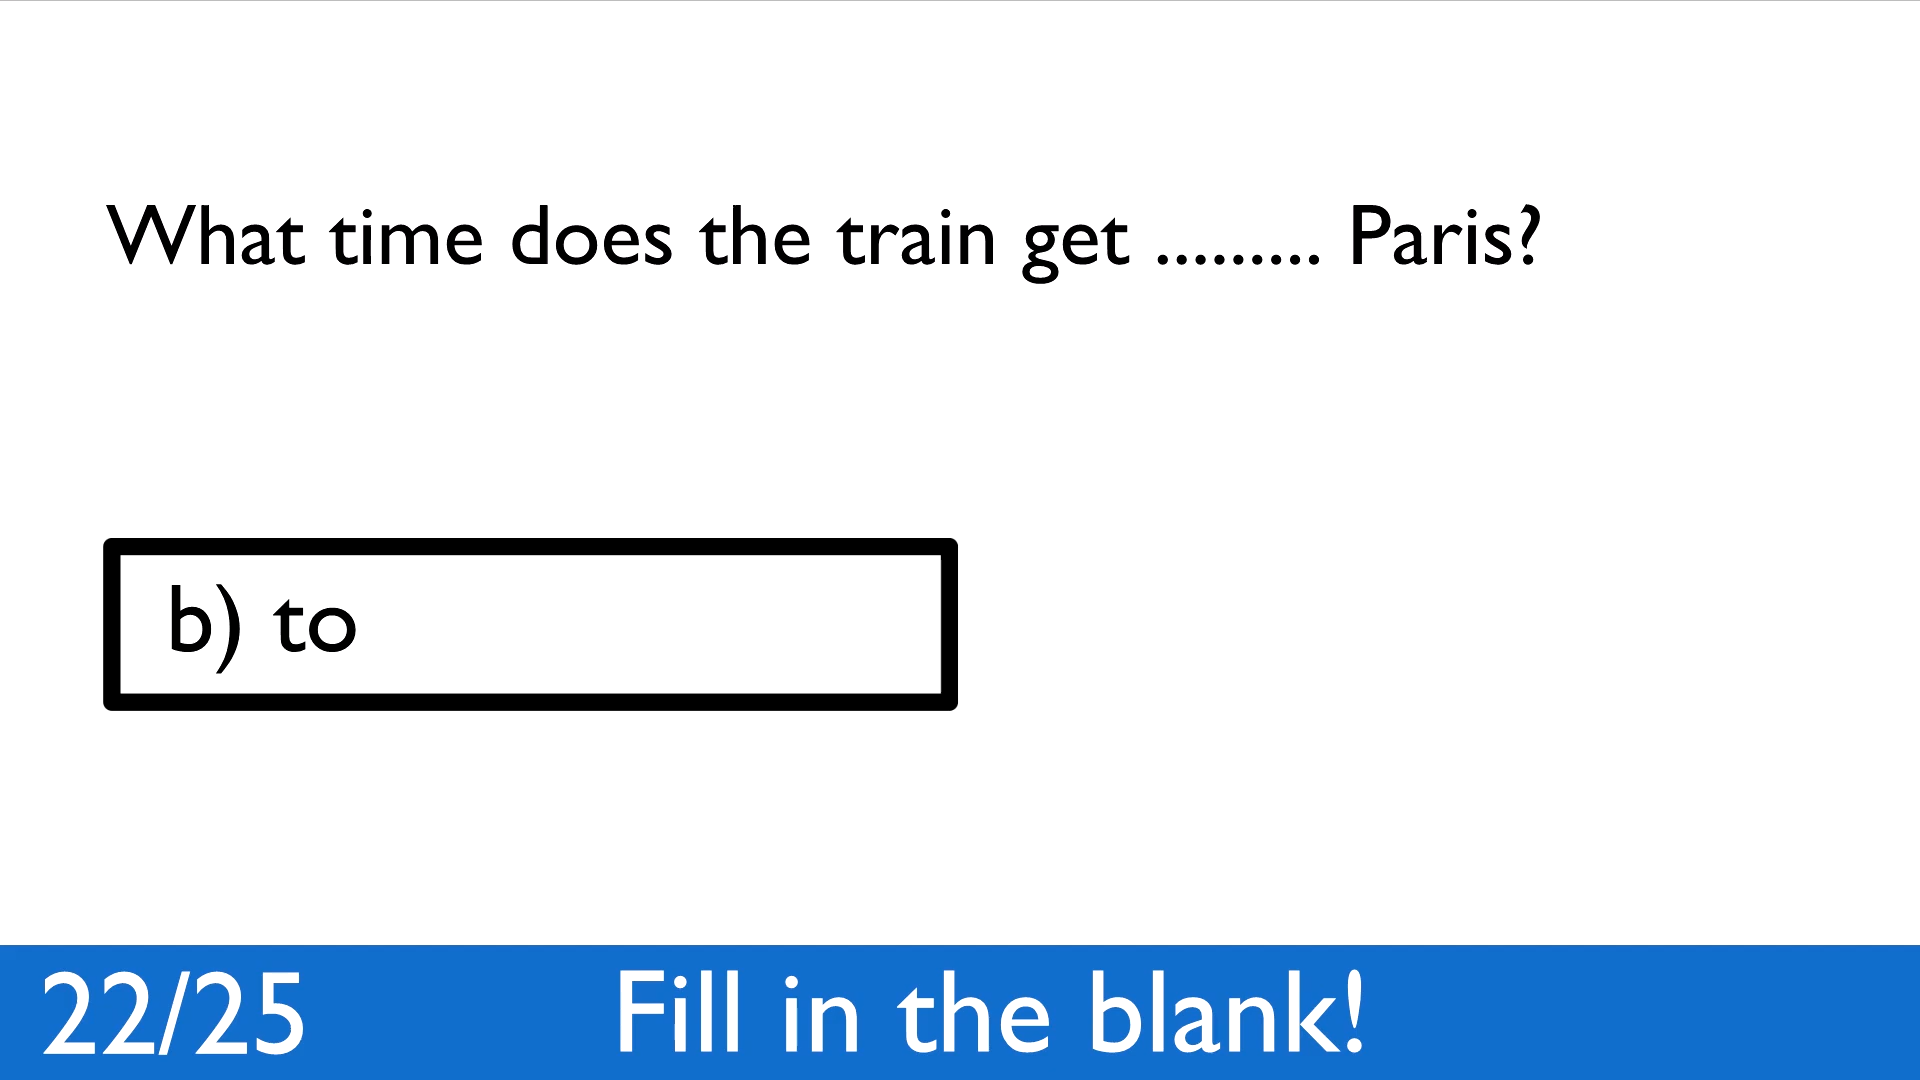 What time does the train get ......... Paris?
b) to
22/25 Fill in the blank!